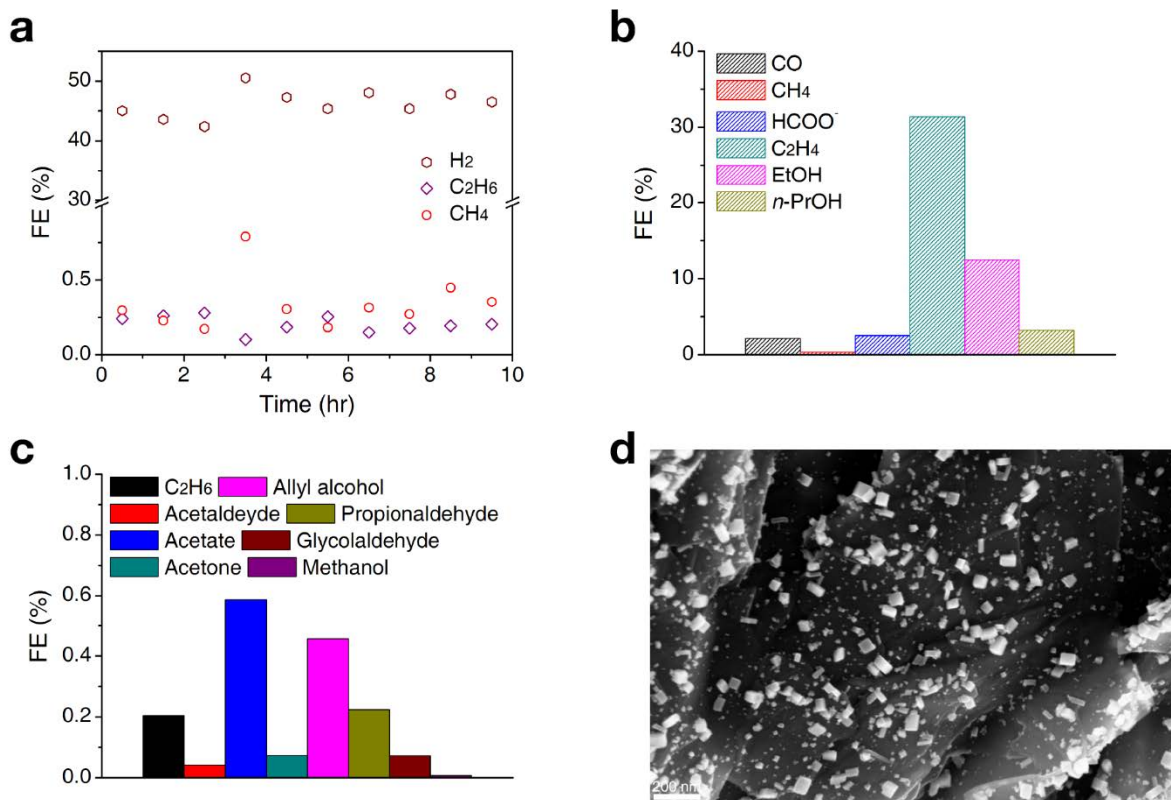 a
FE (%)
50
40
30
0.5
0.0
H2
C2H6
CH4
0 2 4 6 8 10
Time (hr)
b
FE (%)
40
30
20
10
0
CO
CH4
HCOO-
C2H4
EtOH
n-PrOH
c
FE (%)
1.0
0.8
0.6
0.4
0.2
0.0
C2H6 Allyl alcohol
Acetaldeyde Propionaldehyde
Acetate Glycolaldehyde
Acetone Methanol
d
200 nm